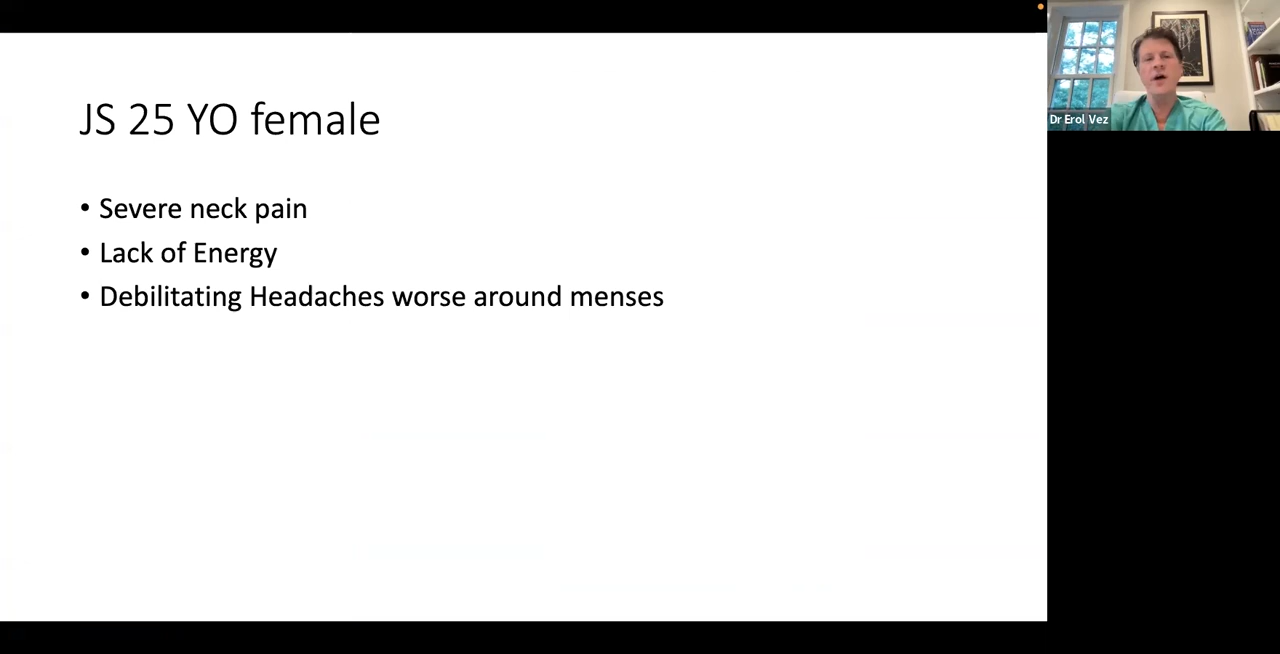 JS 25 YO female
• Severe neck pain
• Lack of Energy
• Debilitating Headaches worse around menses
Dr Erol Vez